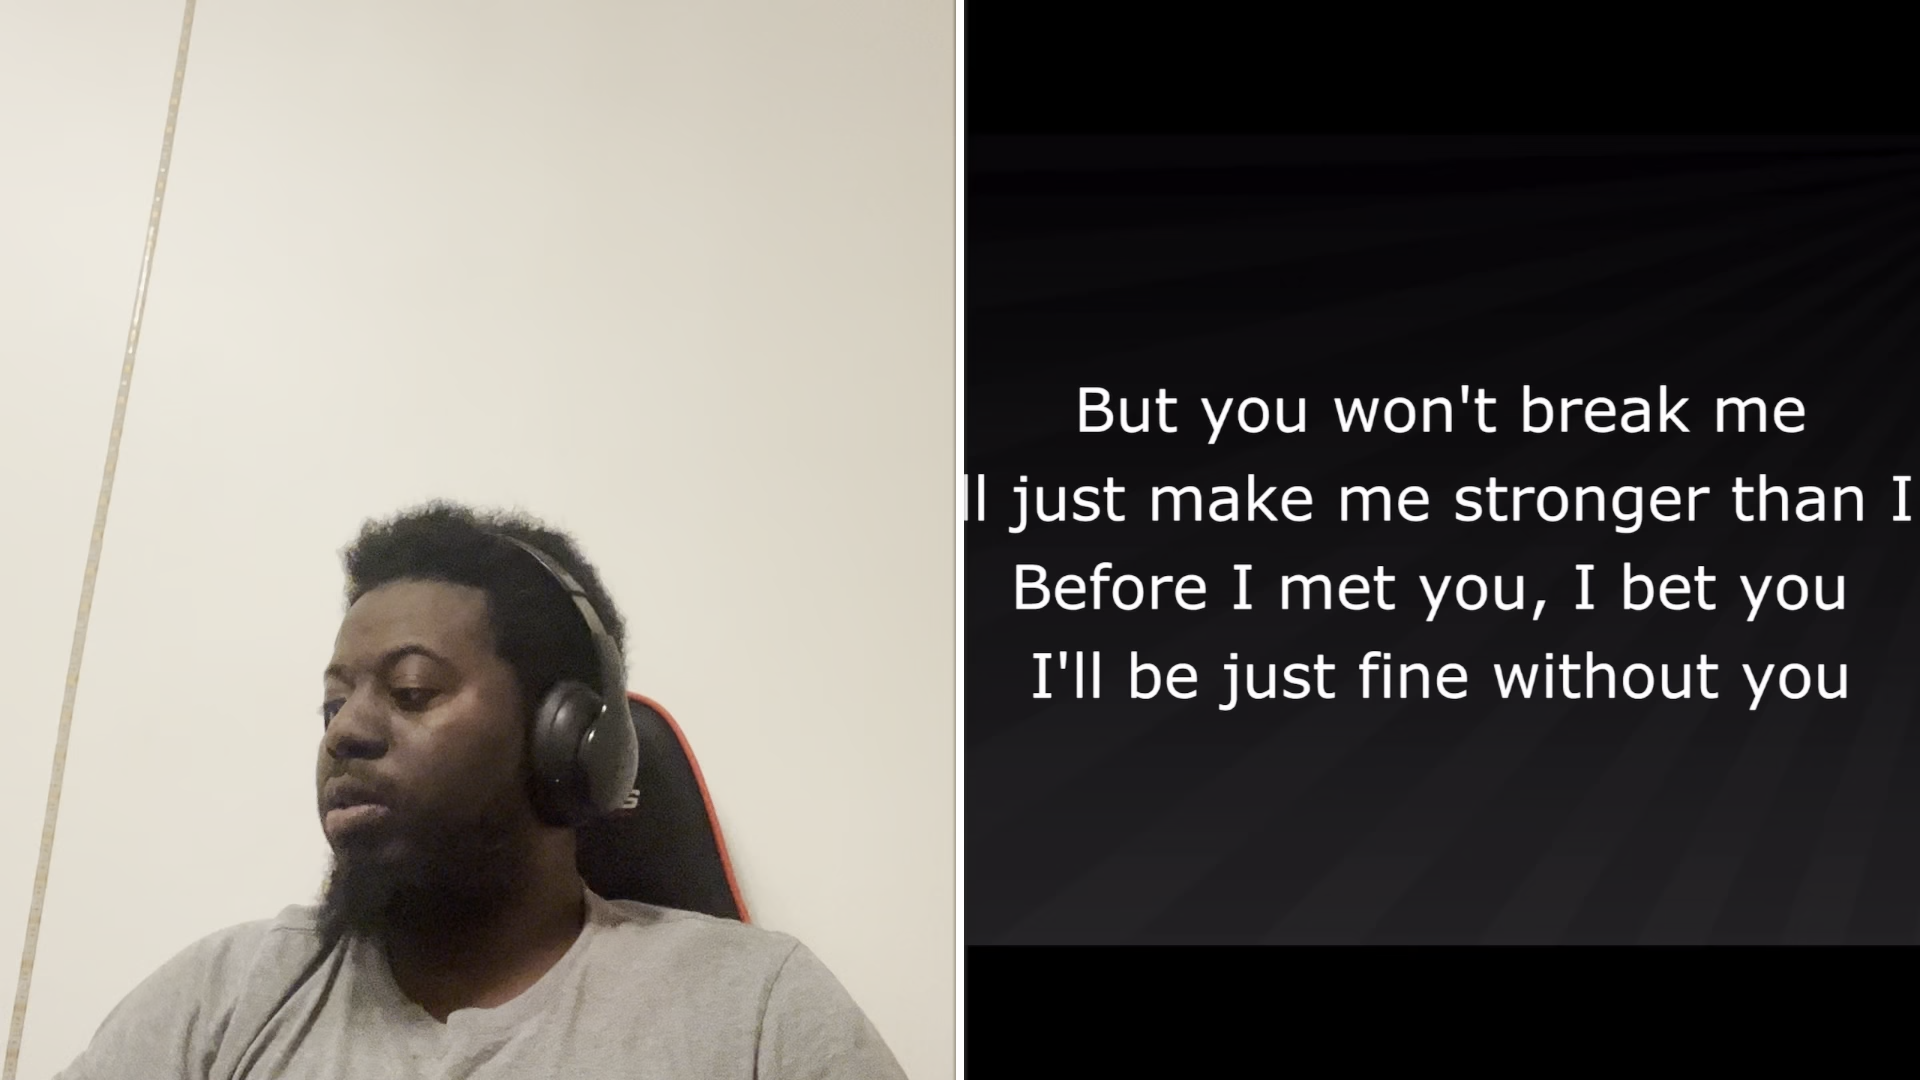 But you won't break me
ll just make me stronger than I
Before I met you, I bet you
I'll be just fine without you